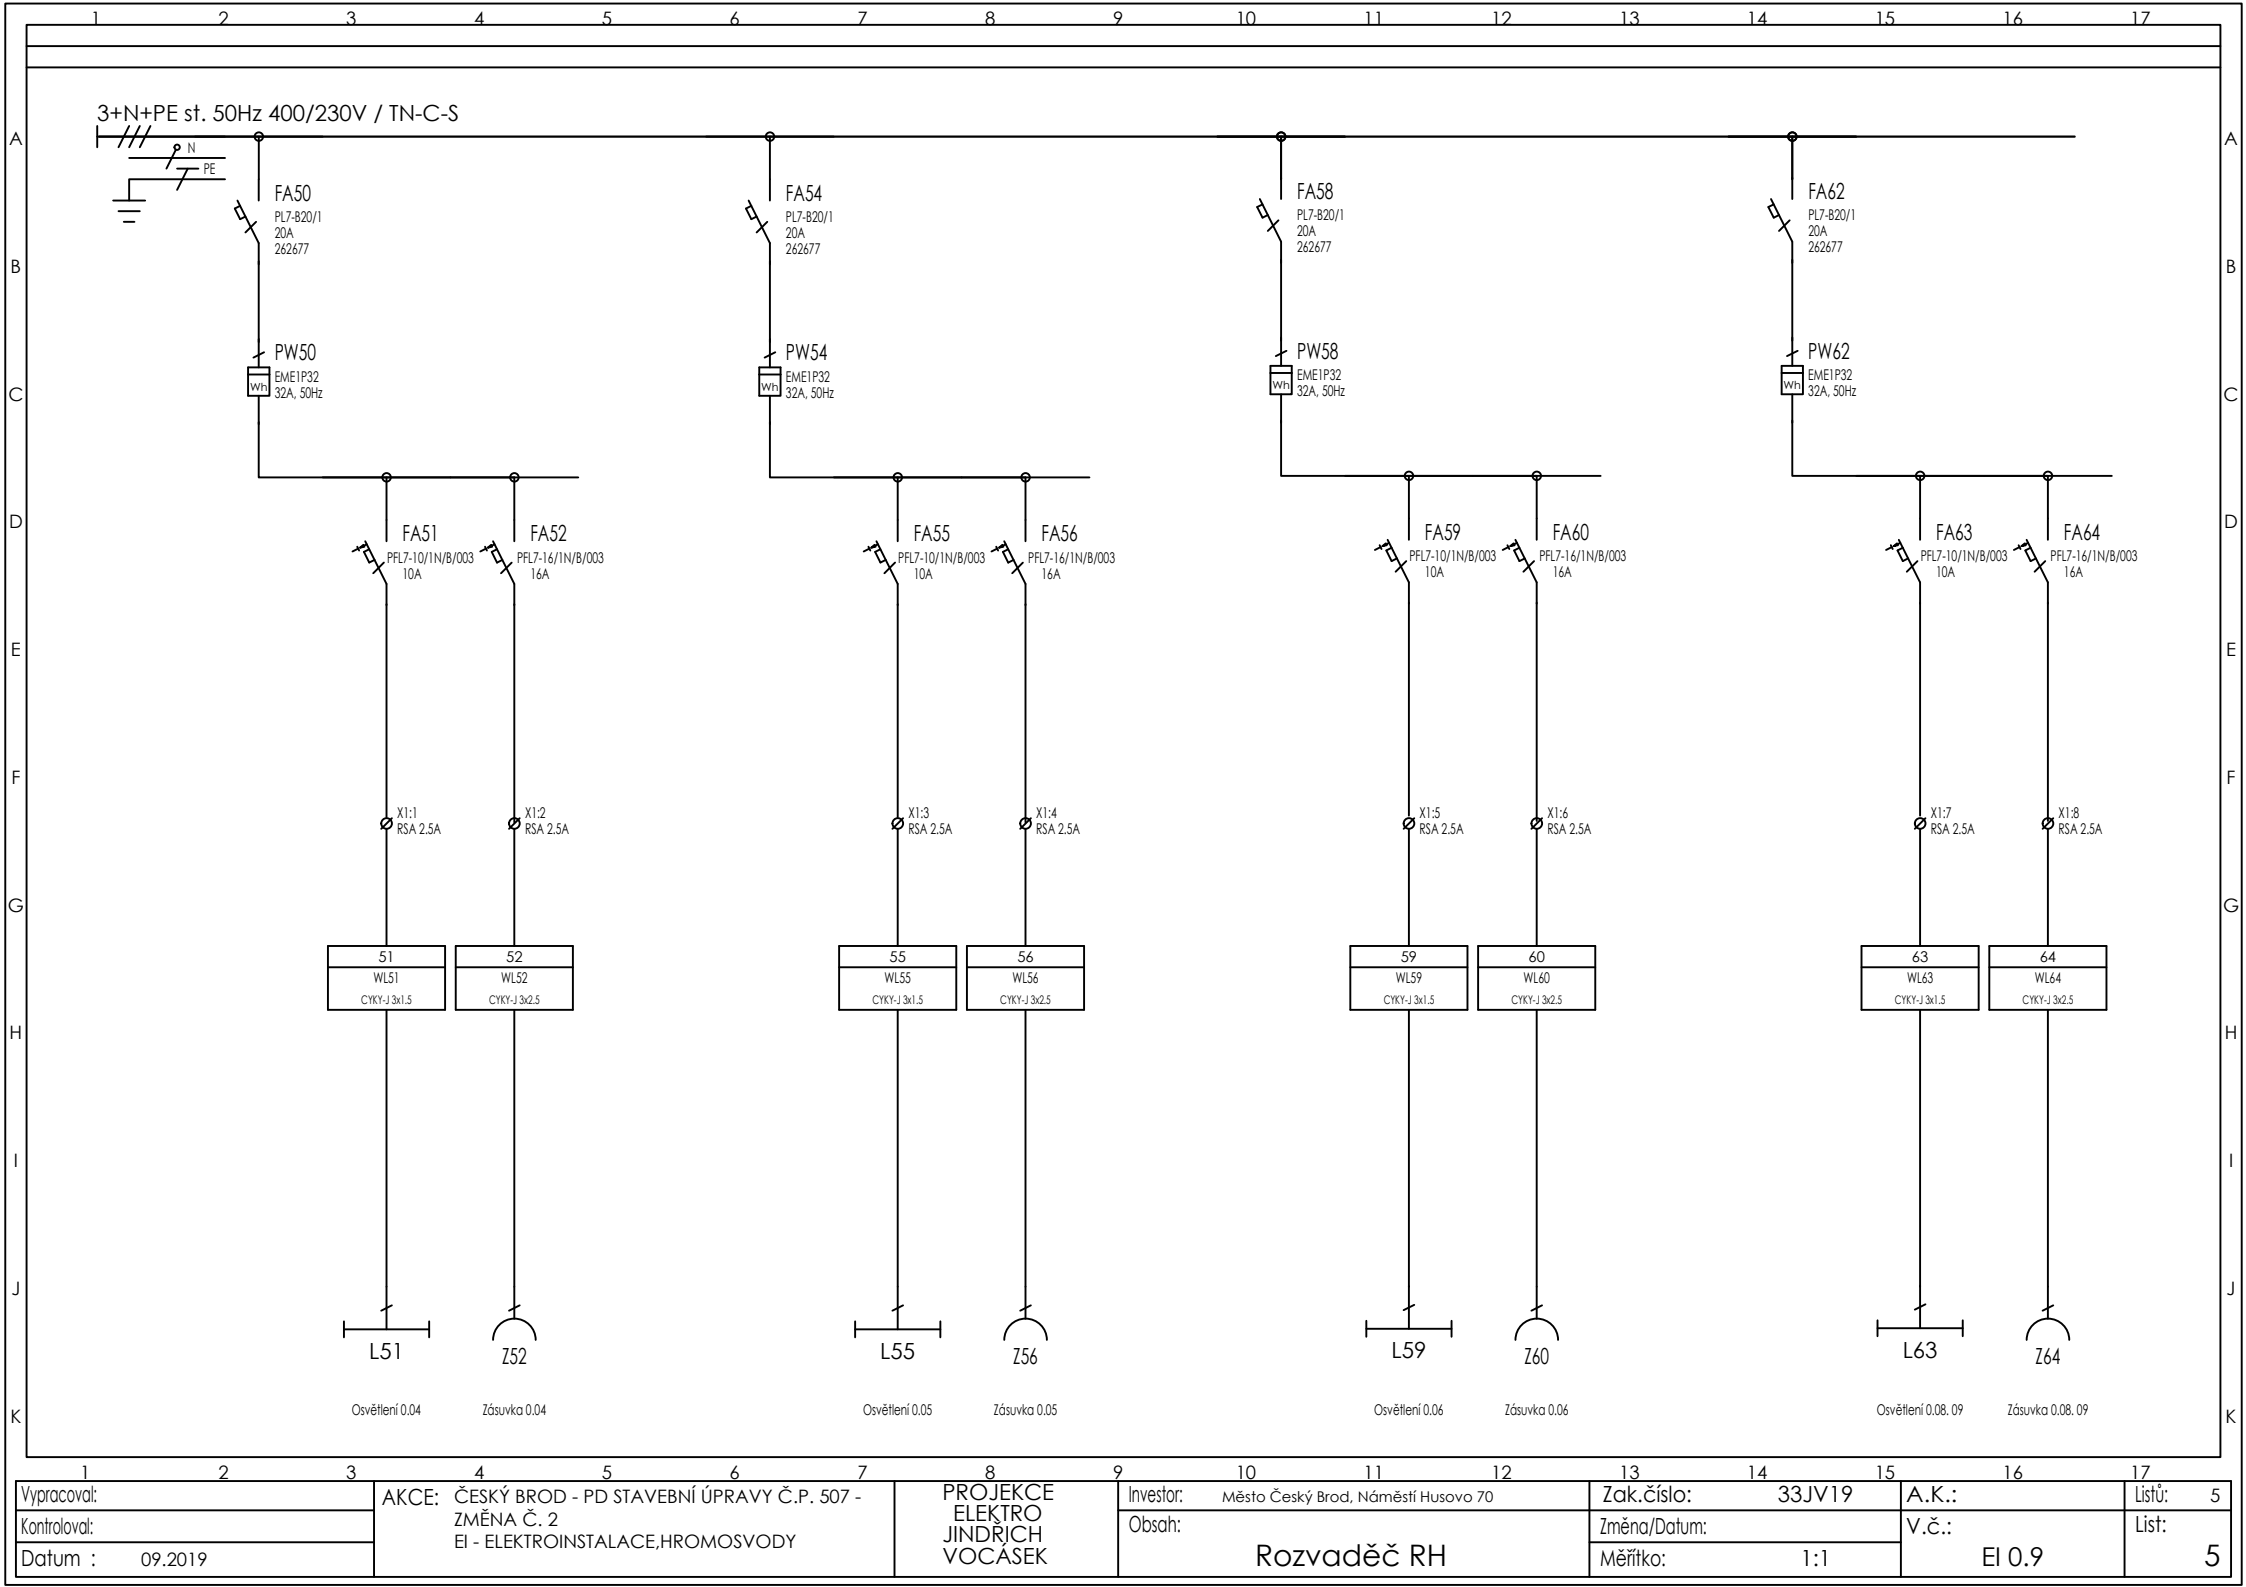 1 2 3 4 5 6 7 8 9 10 11 12 13 14 15 16 17
3+N+PE st. 50Hz 400/230V / TN-C-S
A A
N
PE
FA50
PL7-B20/1
20A
262677
FA54
PL7-B20/1
20A
262677
FA58
PL7-B20/1
20A
262677
FA62
PL7-B20/1
20A
262677
B B
PW50
EME1P32
32A, 50Hz
Wh
PW54
EME1P32
32A, 50Hz
Wh
PW58
EME1P32
32A, 50Hz
Wh
PW62
EME1P32
32A, 50Hz
Wh
C C
D D
FA51
PFL7-10/1N/B/003
10A
FA52
PFL7-16/1N/B/003
16A
FA55
PFL7-10/1N/B/003
10A
FA56
PFL7-16/1N/B/003
16A
FA59
PFL7-10/1N/B/003
10A
FA60
PFL7-16/1N/B/003
16A
FA63
PFL7-10/1N/B/003
10A
FA64
PFL7-16/1N/B/003
16A
E E
F F
X1:1
RSA 2.5A
X1:2
RSA 2.5A
X1:3
RSA 2.5A
X1:4
RSA 2.5A
X1:5
RSA 2.5A
X1:6
RSA 2.5A
X1:7
RSA 2.5A
X1:8
RSA 2.5A
G G
51
WL51
CYKY-J 3x1.5
52
WL52
CYKY-J 3x2.5
55
WL55
CYKY-J 3x1.5
56
WL56
CYKY-J 3x2.5
59
WL59
CYKY-J 3x1.5
60
WL60
CYKY-J 3x2.5
63
WL63
CYKY-J 3x1.5
64
WL64
CYKY-J 3x2.5
H H
I I
J J
L51
Z52
L55
Z56
L59
Z60
L63
Z64
Osvětlení 0.04
Zásuvka 0.04
Osvětlení 0.05
Zásuvka 0.05
Osvětlení 0.06
Zásuvka 0.06
Osvětlení 0.08. 09
Zásuvka 0.08. 09
K K
1 2 3 4 5 6 7 8 9 10 11 12 13 14 15 16 17
Vypracoval:
Kontroloval:
Datum : 09.2019
AKCE: ČESKÝ BROD - PD STAVEBNÍ ÚPRAVY Č.P. 507 -
ZMĚNA Č. 2
EI - ELEKTROINSTALACE,HROMOSVODY
PROJEKCE
ELEKTRO
JINDŘICH
VOCÁSEK
Investor: Město Český Brod, Náměstí Husovo 70
Obsah:
Rozvaděč RH
Zak.číslo: 33JV19
Změna/Datum:
Měřítko: 1:1
A.K.:
V.č.:
EI 0.9
Listů: 5
List:
5